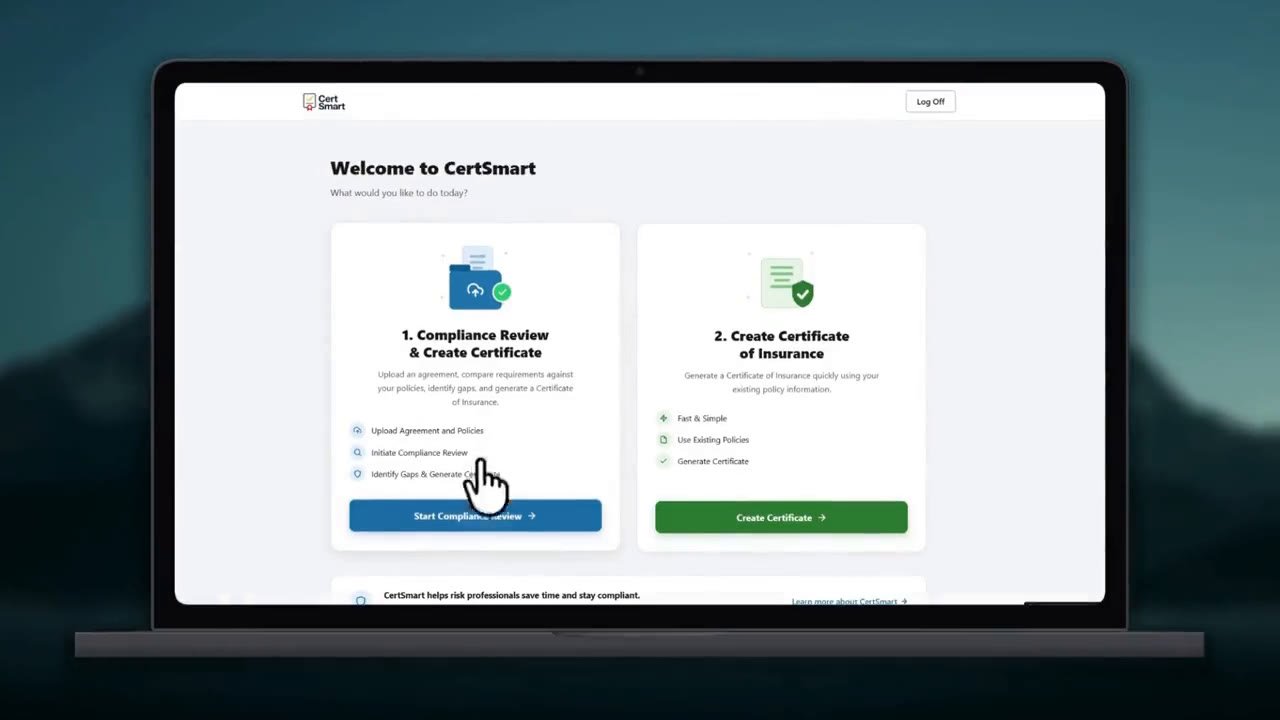 Cert
Smart
Log Off
Welcome to CertSmart
What would you like to do today?
1. Compliance Review
& Create Certificate
Upload an agreement, compare requirements against
your policies, identify gaps, and generate a Certificate
of Insurance.
Upload Agreement and Policies
Initiate Compliance Review
Identify Gaps & Generate
Start Compliance Review →
2. Create Certificate
of Insurance
Generate a Certificate of Insurance quickly using your
existing policy information.
Fast & Simple
Use Existing Policies
Generate Certificate
Create Certificate →
CertSmart helps risk professionals save time and stay compliant.
Learn more about CertSmart →